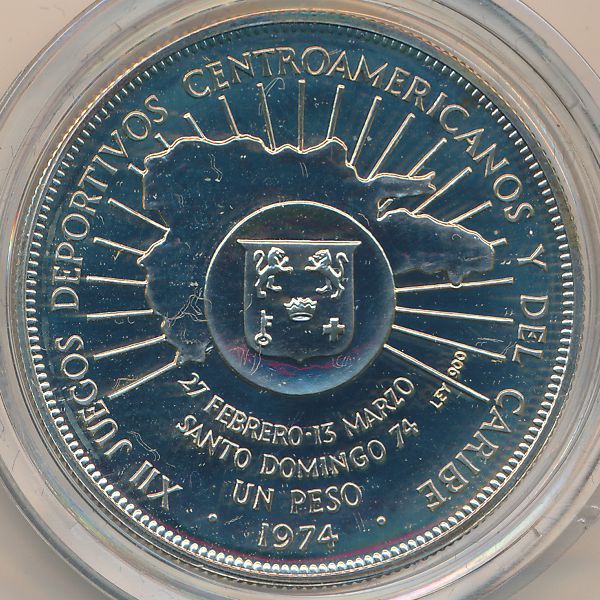 XII JUEGOS DEPORTIVOS CENTROAMERICANOS Y DEL CARIBE
27 FEBRERO-13 MARZO
SANTO DOMINGO 74
UN PESO
· 1974 ·
LEY 900